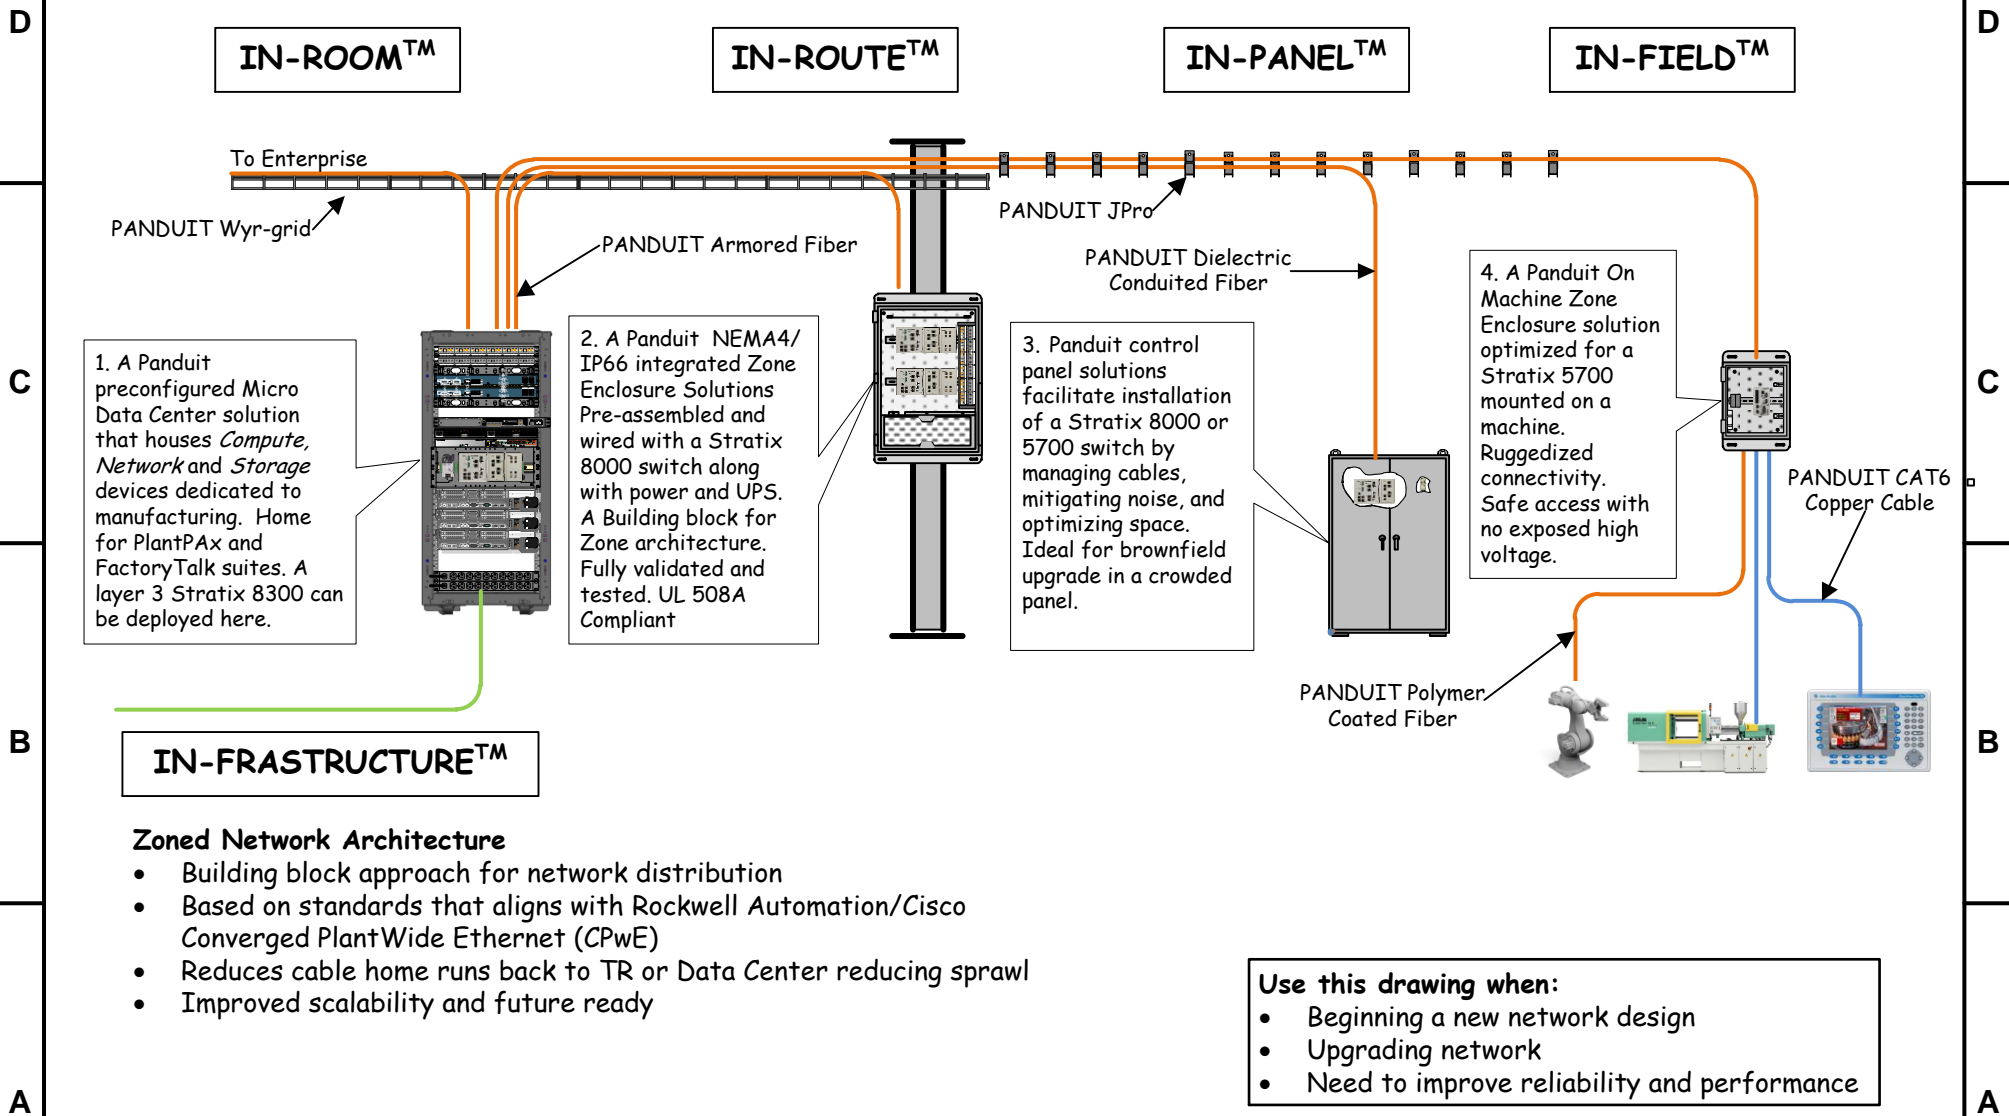 D
D
IN-ROOM™
IN-ROUTE™
IN-PANEL™
IN-FIELD™
To Enterprise
PANDUIT Wyr-grid
PANDUIT Armored Fiber
PANDUIT JPro
PANDUIT Dielectric
Conduited Fiber
1. A Panduit
preconfigured Micro
Data Center solution
that houses Compute,
Network and Storage
devices dedicated to
manufacturing.  Home
for PlantPAx and
FactoryTalk suites. A
layer 3 Stratix 8300 can
be deployed here.
2. A Panduit  NEMA4/
IP66 integrated Zone
Enclosure Solutions
Pre-assembled and
wired with a Stratix
8000 switch along
with power and UPS.
A Building block for
Zone architecture.
Fully validated and
tested. UL 508A
Compliant
3. Panduit control
panel solutions
facilitate installation
of a Stratix 8000 or
5700 switch by
managing cables,
mitigating noise, and
optimizing space.
Ideal for brownfield
upgrade in a crowded
panel.
4. A Panduit On
Machine Zone
Enclosure solution
optimized for a
Stratix 5700
mounted on a
machine.
Ruggedized
connectivity.
Safe access with
no exposed high
voltage.
C
C
PANDUIT CAT6
Copper Cable
PANDUIT Polymer
Coated Fiber
B
B
IN-FRASTRUCTURE™
Zoned Network Architecture
• Building block approach for network distribution
• Based on standards that aligns with Rockwell Automation/Cisco
Converged PlantWide Ethernet (CPwE)
• Reduces cable home runs back to TR or Data Center reducing sprawl
• Improved scalability and future ready
Use this drawing when:
• Beginning a new network design
• Upgrading network
• Need to improve reliability and performance
A
A